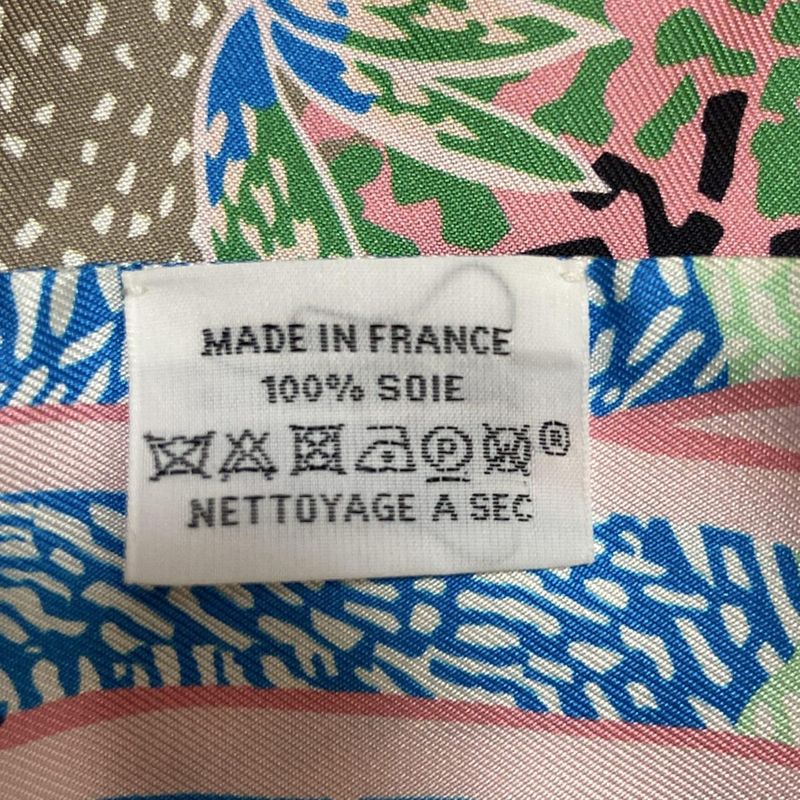 MADE IN FRANCE
100% SOIE
P W ®
NETTOYAGE A SEC